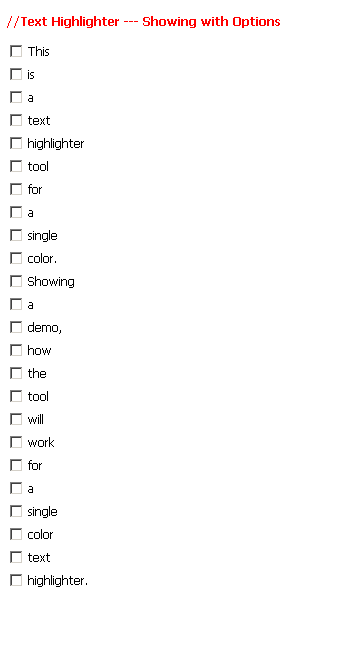 //Text Highlighter --- Showing with Options
This
is
a
text
highlighter
tool
for
a
single
color.
Showing
a
demo,
how
the
tool
will
work
for
a
single
color
text
highlighter.